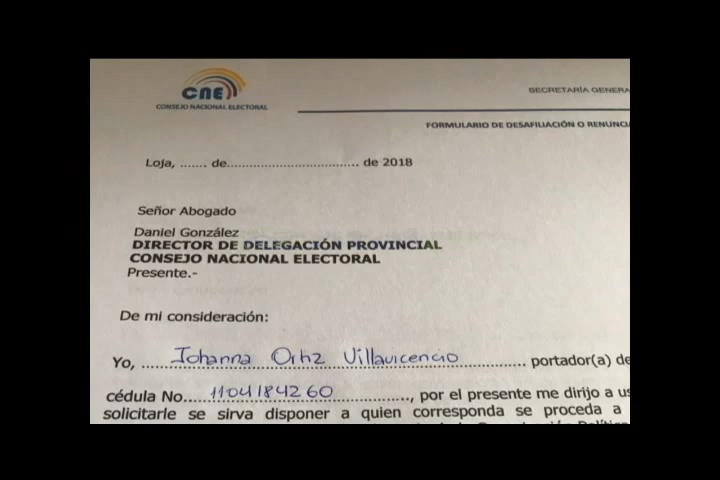 CNE
CONSEJO NACIONAL ELECTORAL
SECRETARÍA GENERA
FORMULARIO DE DESAFILIACIÓN O RENUNCIA
Loja, ....... de.................................... de 2018
Señor Abogado
Daniel González
DIRECTOR DE DELEGACIÓN PROVINCIAL
CONSEJO NACIONAL ELECTORAL
Presente.-
De mi consideración:
Yo, ....Johanna Ortiz Villavicencio............... portador(a) de
cédula No....1104184260..............., por el presente me dirijo a us
solicitarle se sirva disponer a quien corresponda se proceda a